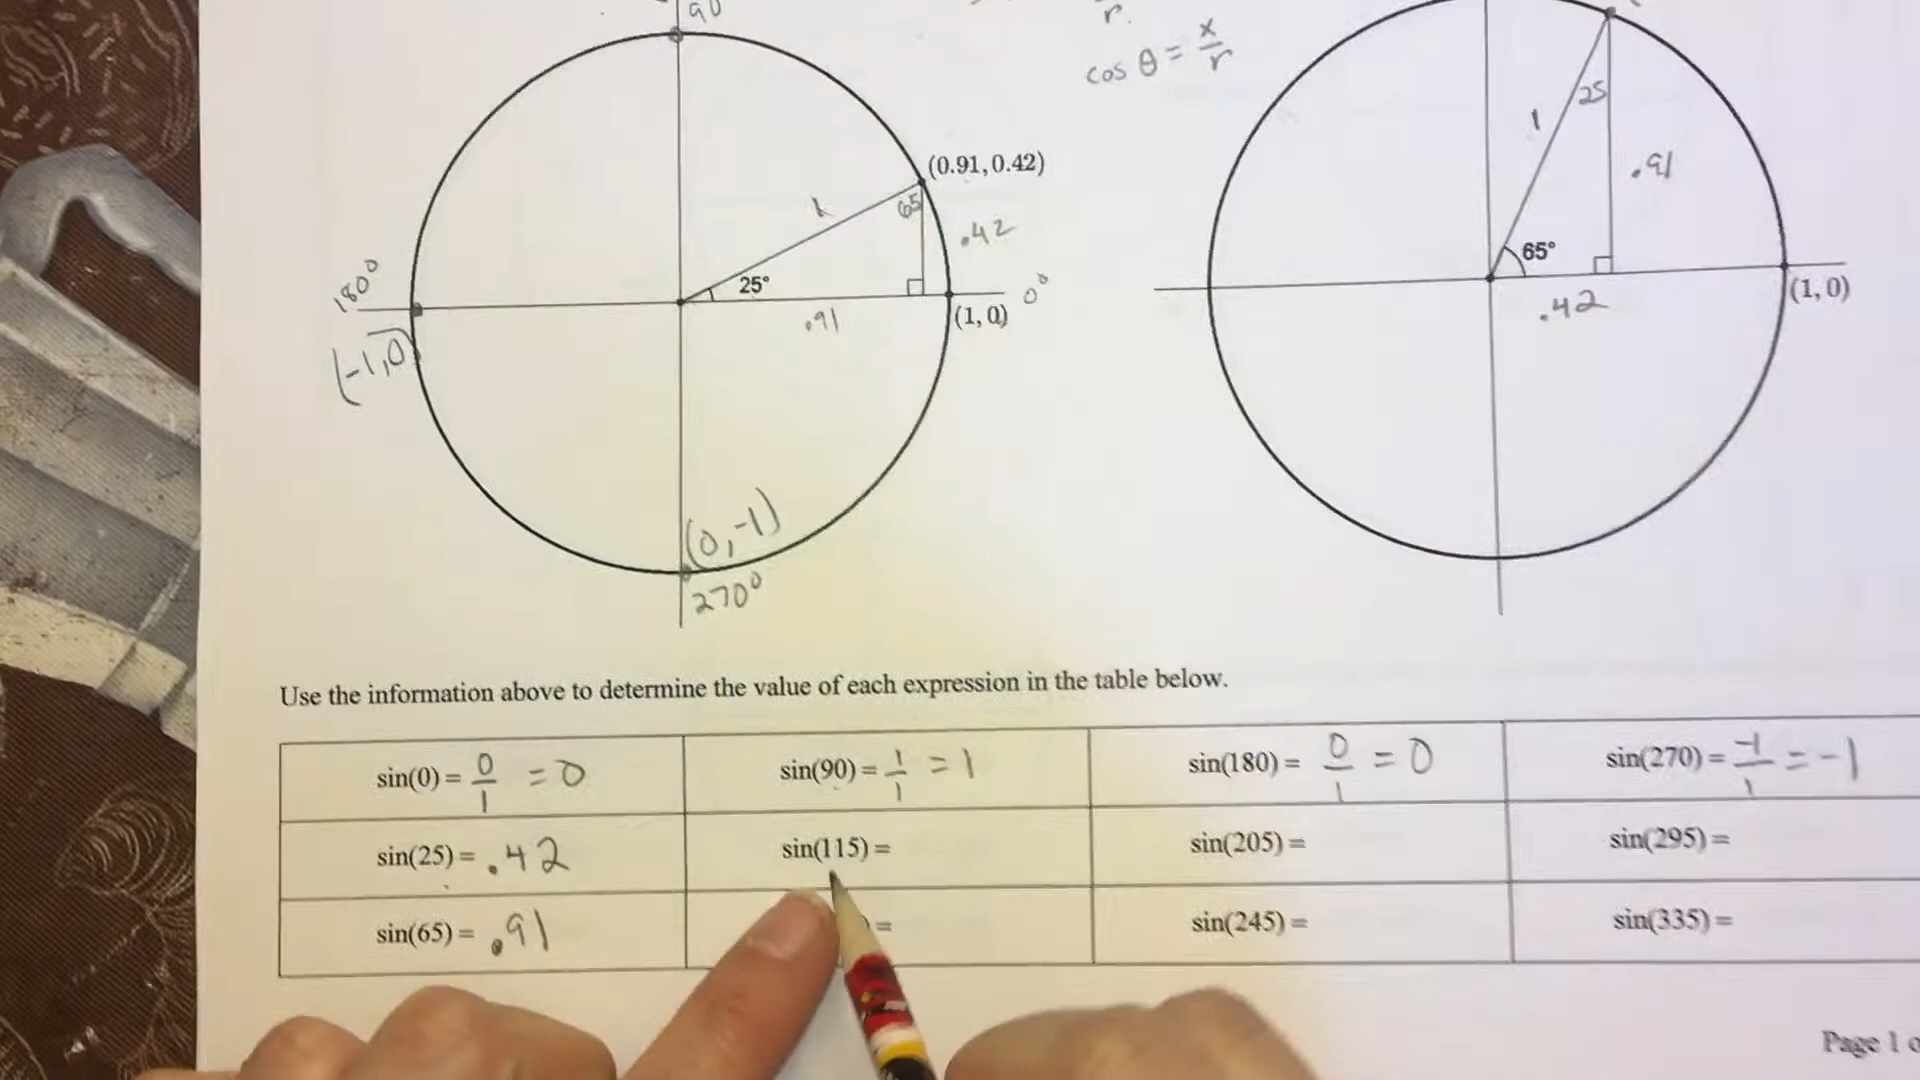 90
r.
cos θ = x/r
25
1
.91
(0.91, 0.42)
1
65
.42
65°
180°
25°
0°
(1, 0)
.42
.91
(1, 0)
(-1,0)
(0,-1)
270°
Use the information above to determine the value of each expression in the table below.
sin(0) = 0/1 = 0 sin(90) = 1/1 = 1 sin(180) = 0/1 = 0 sin(270) = -1/1 = -1
sin(25) = .42 sin(115) = sin(205) = sin(295) =
sin(65) = .91 ) = sin(245) = sin(335) =
Page 1 o